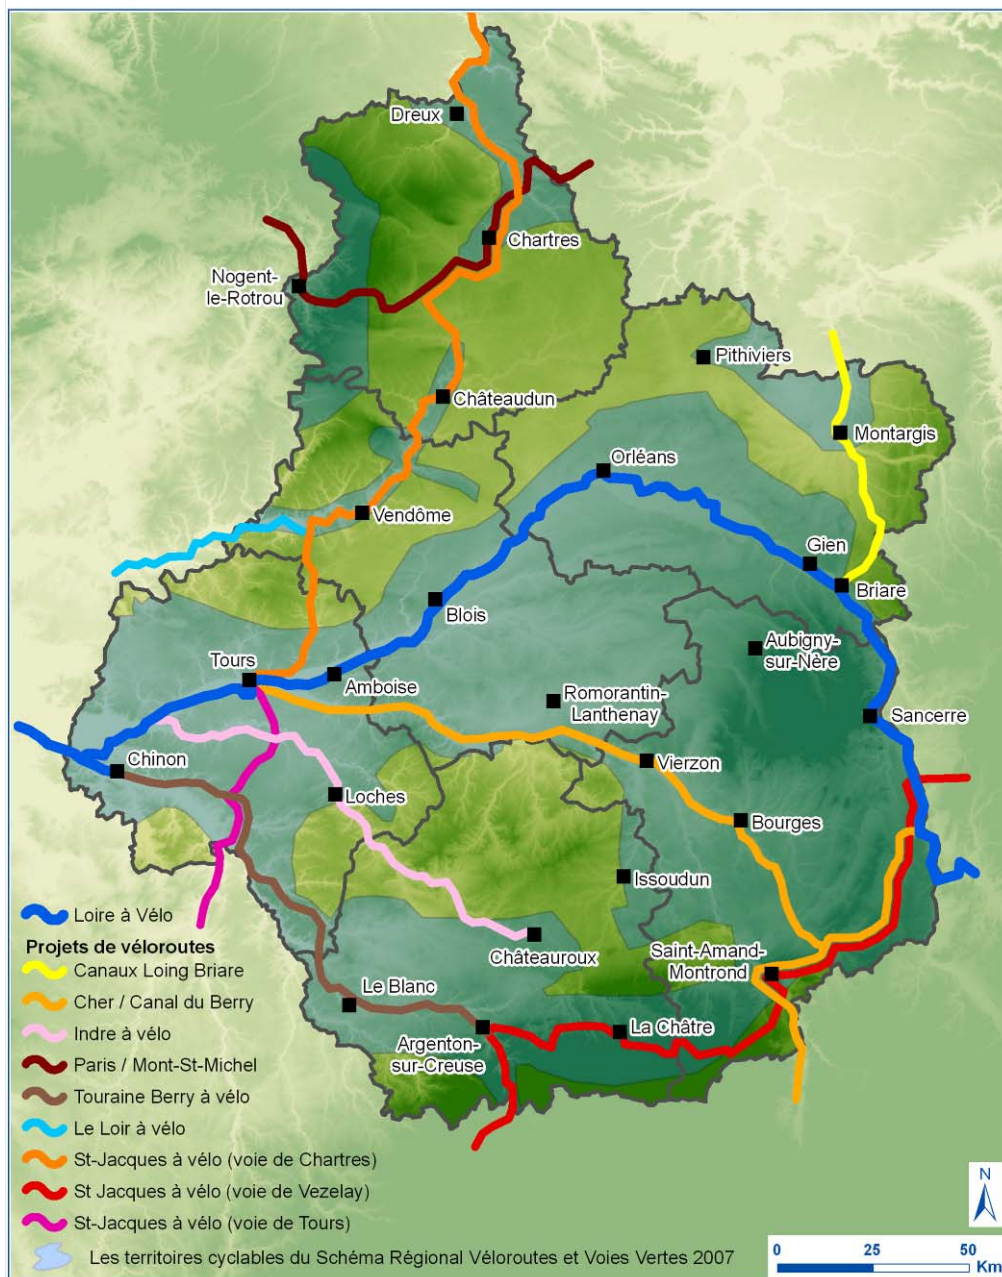 Dreux
Chartres
Nogent-
le-Rotrou
Pithiviers
Châteaudun
Montargis
Orléans
Vendôme
Gien
Briare
Blois
Aubigny-
sur-Nère
Tours
Amboise
Romorantin-
Lanthenay
Sancerre
Chinon
Vierzon
Loches
Bourges
Issoudun
Châteauroux
Saint-Amand-
Montrond
Le Blanc
La Châtre
Argenton-
sur-Creuse
Loire à Vélo
Projets de véloroutes
Canaux Loing Briare
Cher / Canal du Berry
Indre à vélo
Paris / Mont-St-Michel
Touraine Berry à vélo
Le Loir à vélo
St-Jacques à vélo (voie de Chartres)
St Jacques à vélo (voie de Vezelay)
St-Jacques à vélo (voie de Tours)
Les territoires cyclables du Schéma Régional Véloroutes et Voies Vertes 2007
N
0 25 50
Km